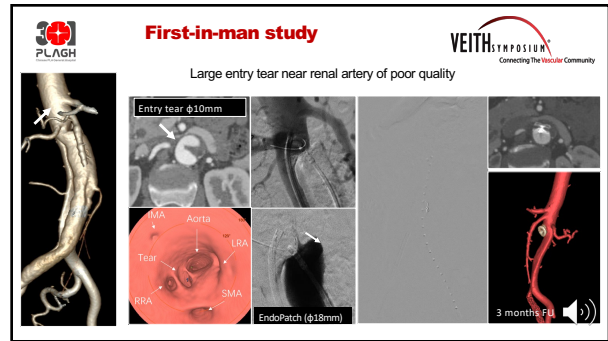 First-in-man study
301
PLAGH
VEITHSYMPOSIUM®
Connecting The Vascular Community
Large entry tear near renal artery of poor quality
Entry tear ϕ10mm
IMA
Aorta
LRA
Tear
RRA
SMA
EndoPatch (ϕ18mm)
3 months FU